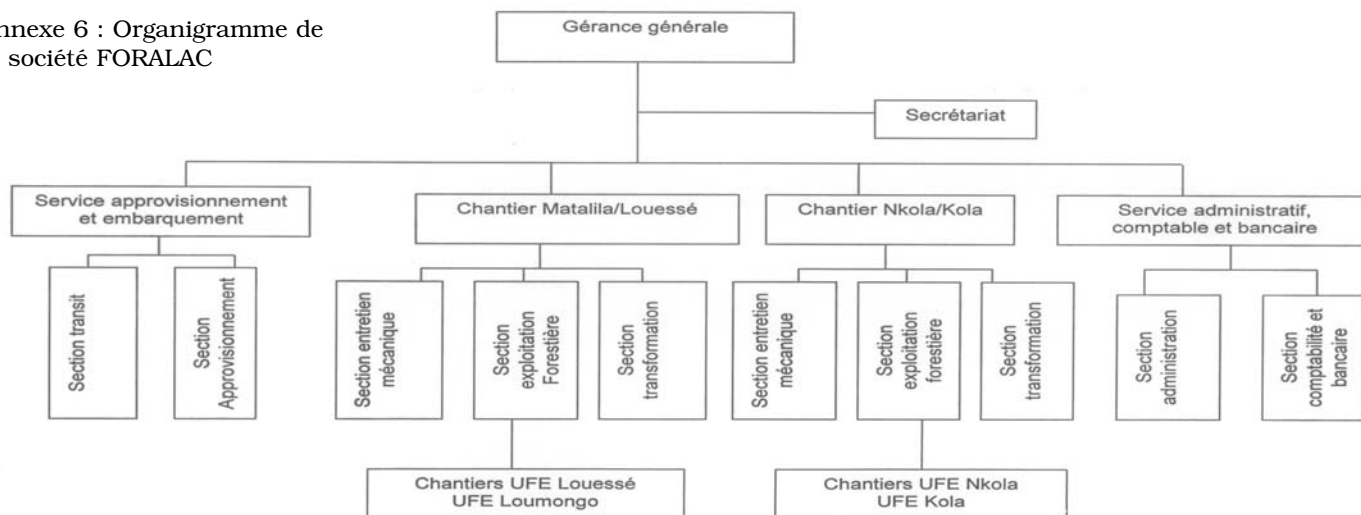 nnexe 6 : Organigramme de
société FORALAC
Gérance générale
Secrétariat
Service approvisionnement
et embarquement
Chantier Matalila/Louessé
Chantier Nkola/Kola
Service administratif,
comptable et bancaire
Section transit
Section
Approvisionnement
Section entretien
mécanique
Section
exploitation
Forestière
Section
transformation
Section entretien
mécanique
Section
exploitation
forestière
Section
transformation
Section
administration
Section
comptabilité et
bancaire
Chantiers UFE Louessé
UFE Loumongo
Chantiers UFE Nkola
UFE Kola